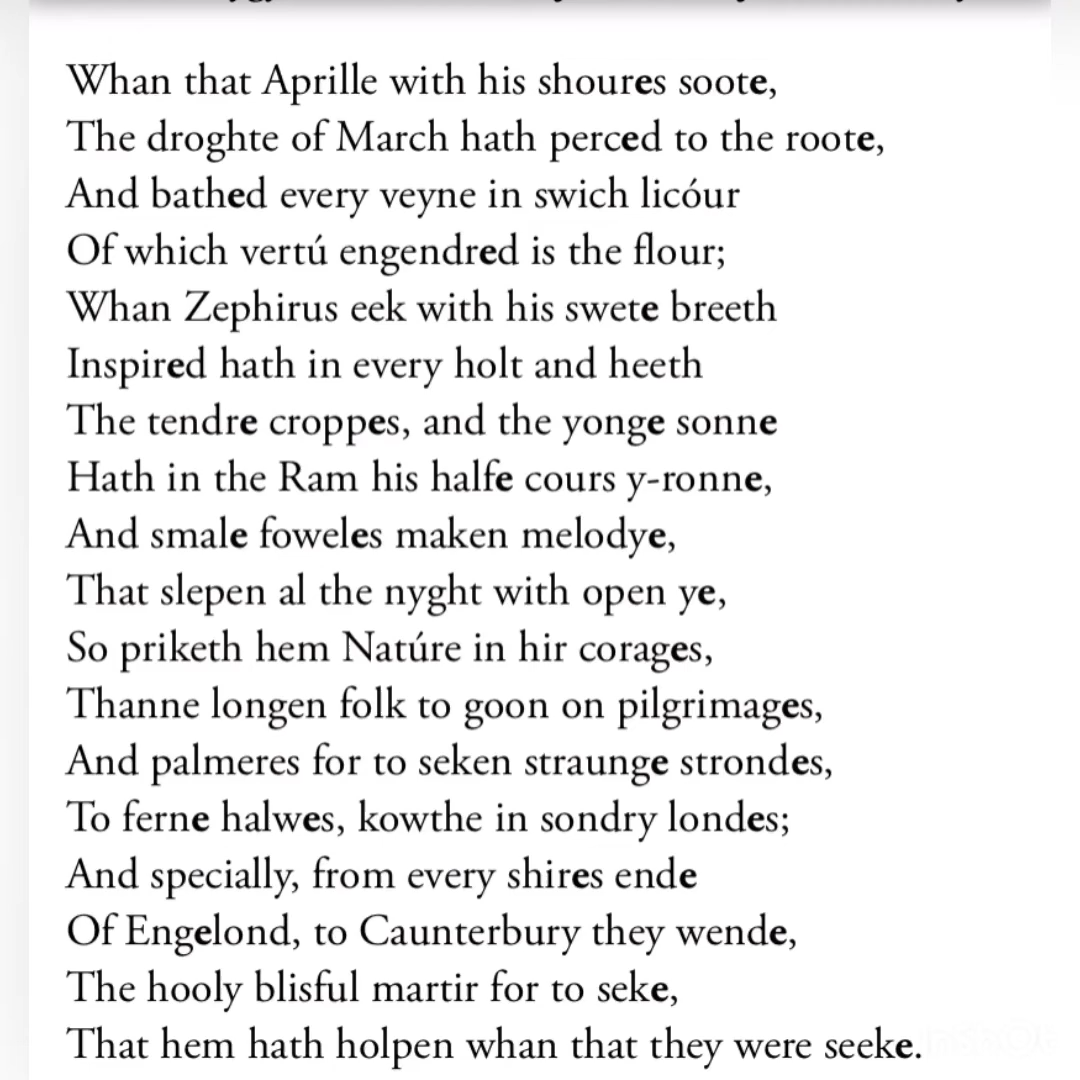 Whan that Aprille with his shoures soote,
The droghte of March hath perced to the roote,
And bathed every veyne in swich licóur
Of which vertú engendred is the flour;
Whan Zephirus eek with his swete breeth
Inspired hath in every holt and heeth
The tendre croppes, and the yonge sonne
Hath in the Ram his halfe cours y-ronne,
And smale foweles maken melodye,
That slepen al the nyght with open ye,
So priketh hem Natúre in hir corages,
Thanne longen folk to goon on pilgrimages,
And palmeres for to seken straunge strondes,
To ferne halwes, kowthe in sondry londes;
And specially, from every shires ende
Of Engelond, to Caunterbury they wende,
The hooly blisful martir for to seke,
That hem hath holpen whan that they were seeke.